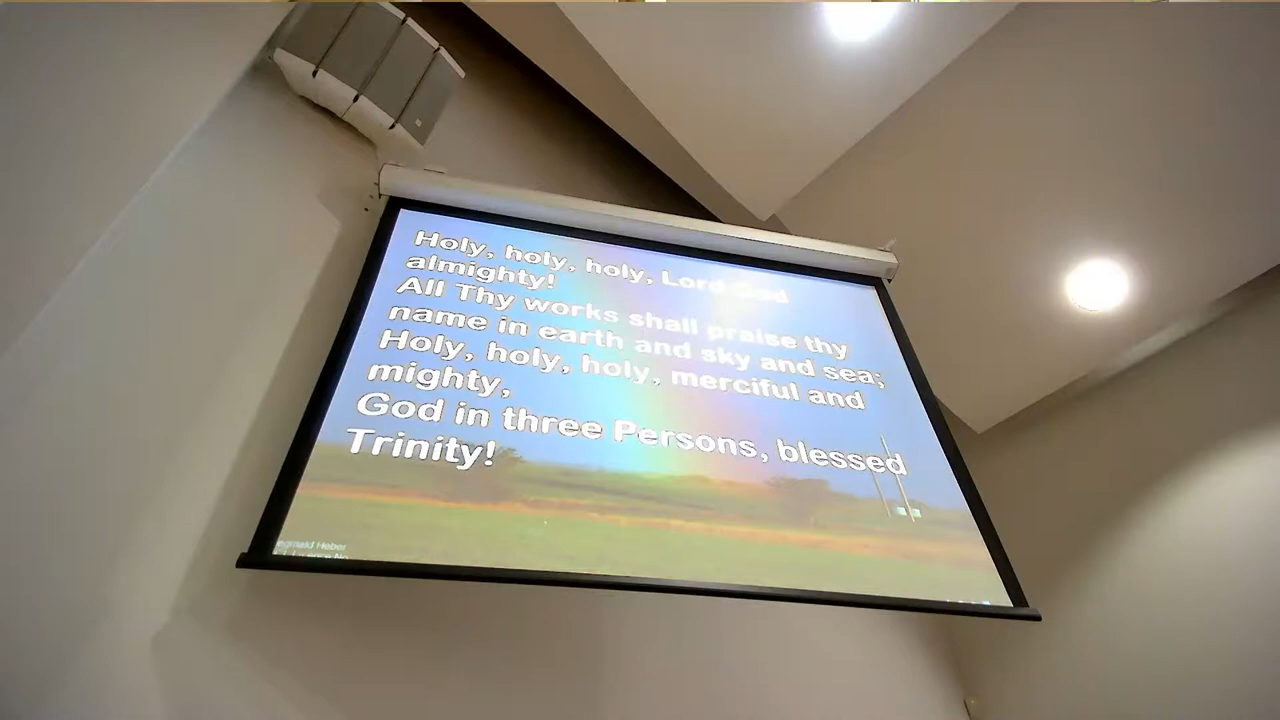 Holy, holy, holy, Lord God
almighty!
All Thy works shall praise thy
name in earth and sky and sea;
Holy, holy, holy, merciful and
mighty,
God in three Persons, blessed
Trinity!
Heber